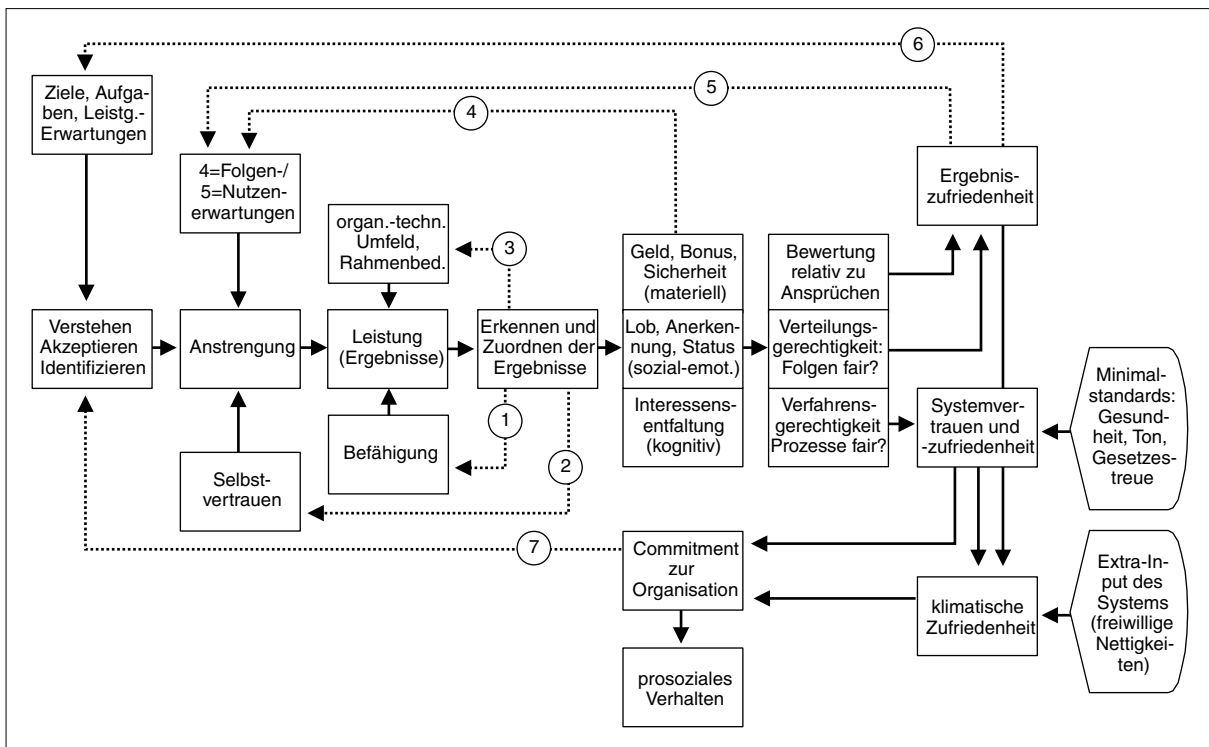 6
5
4
Ziele, Aufga-
ben, Leistg.-
Erwartungen
4=Folgen-/
5=Nutzen-
erwartungen
organ.-techn.
Umfeld,
Rahmenbed.
3
Ergebnis-
zufriedenheit
Geld, Bonus,
Sicherheit
(materiell)
Bewertung
relativ zu
Ansprüchen
Verstehen
Akzeptieren
Identifizieren
Anstrengung
Leistung
(Ergebnisse)
Erkennen und
Zuordnen der
Ergebnisse
Lob, Anerken-
nung, Status
(sozial-emot.)
Verteilungs-
gerechtigkeit:
Folgen fair?
Interessens-
entfaltung
(kognitiv)
Verfahrens-
gerechtigkeit
Prozesse fair?
Systemver-
trauen und
-zufriedenheit
Minimal-
standards:
Gesund-
heit, Ton,
Gesetzes-
treue
1
Befähigung
2
Selbst-
vertrauen
7
Commitment
zur
Organisation
klimatische
Zufriedenheit
Extra-In-
put des
Systems
(freiwillige
Nettigkei-
ten)
prosoziales
Verhalten